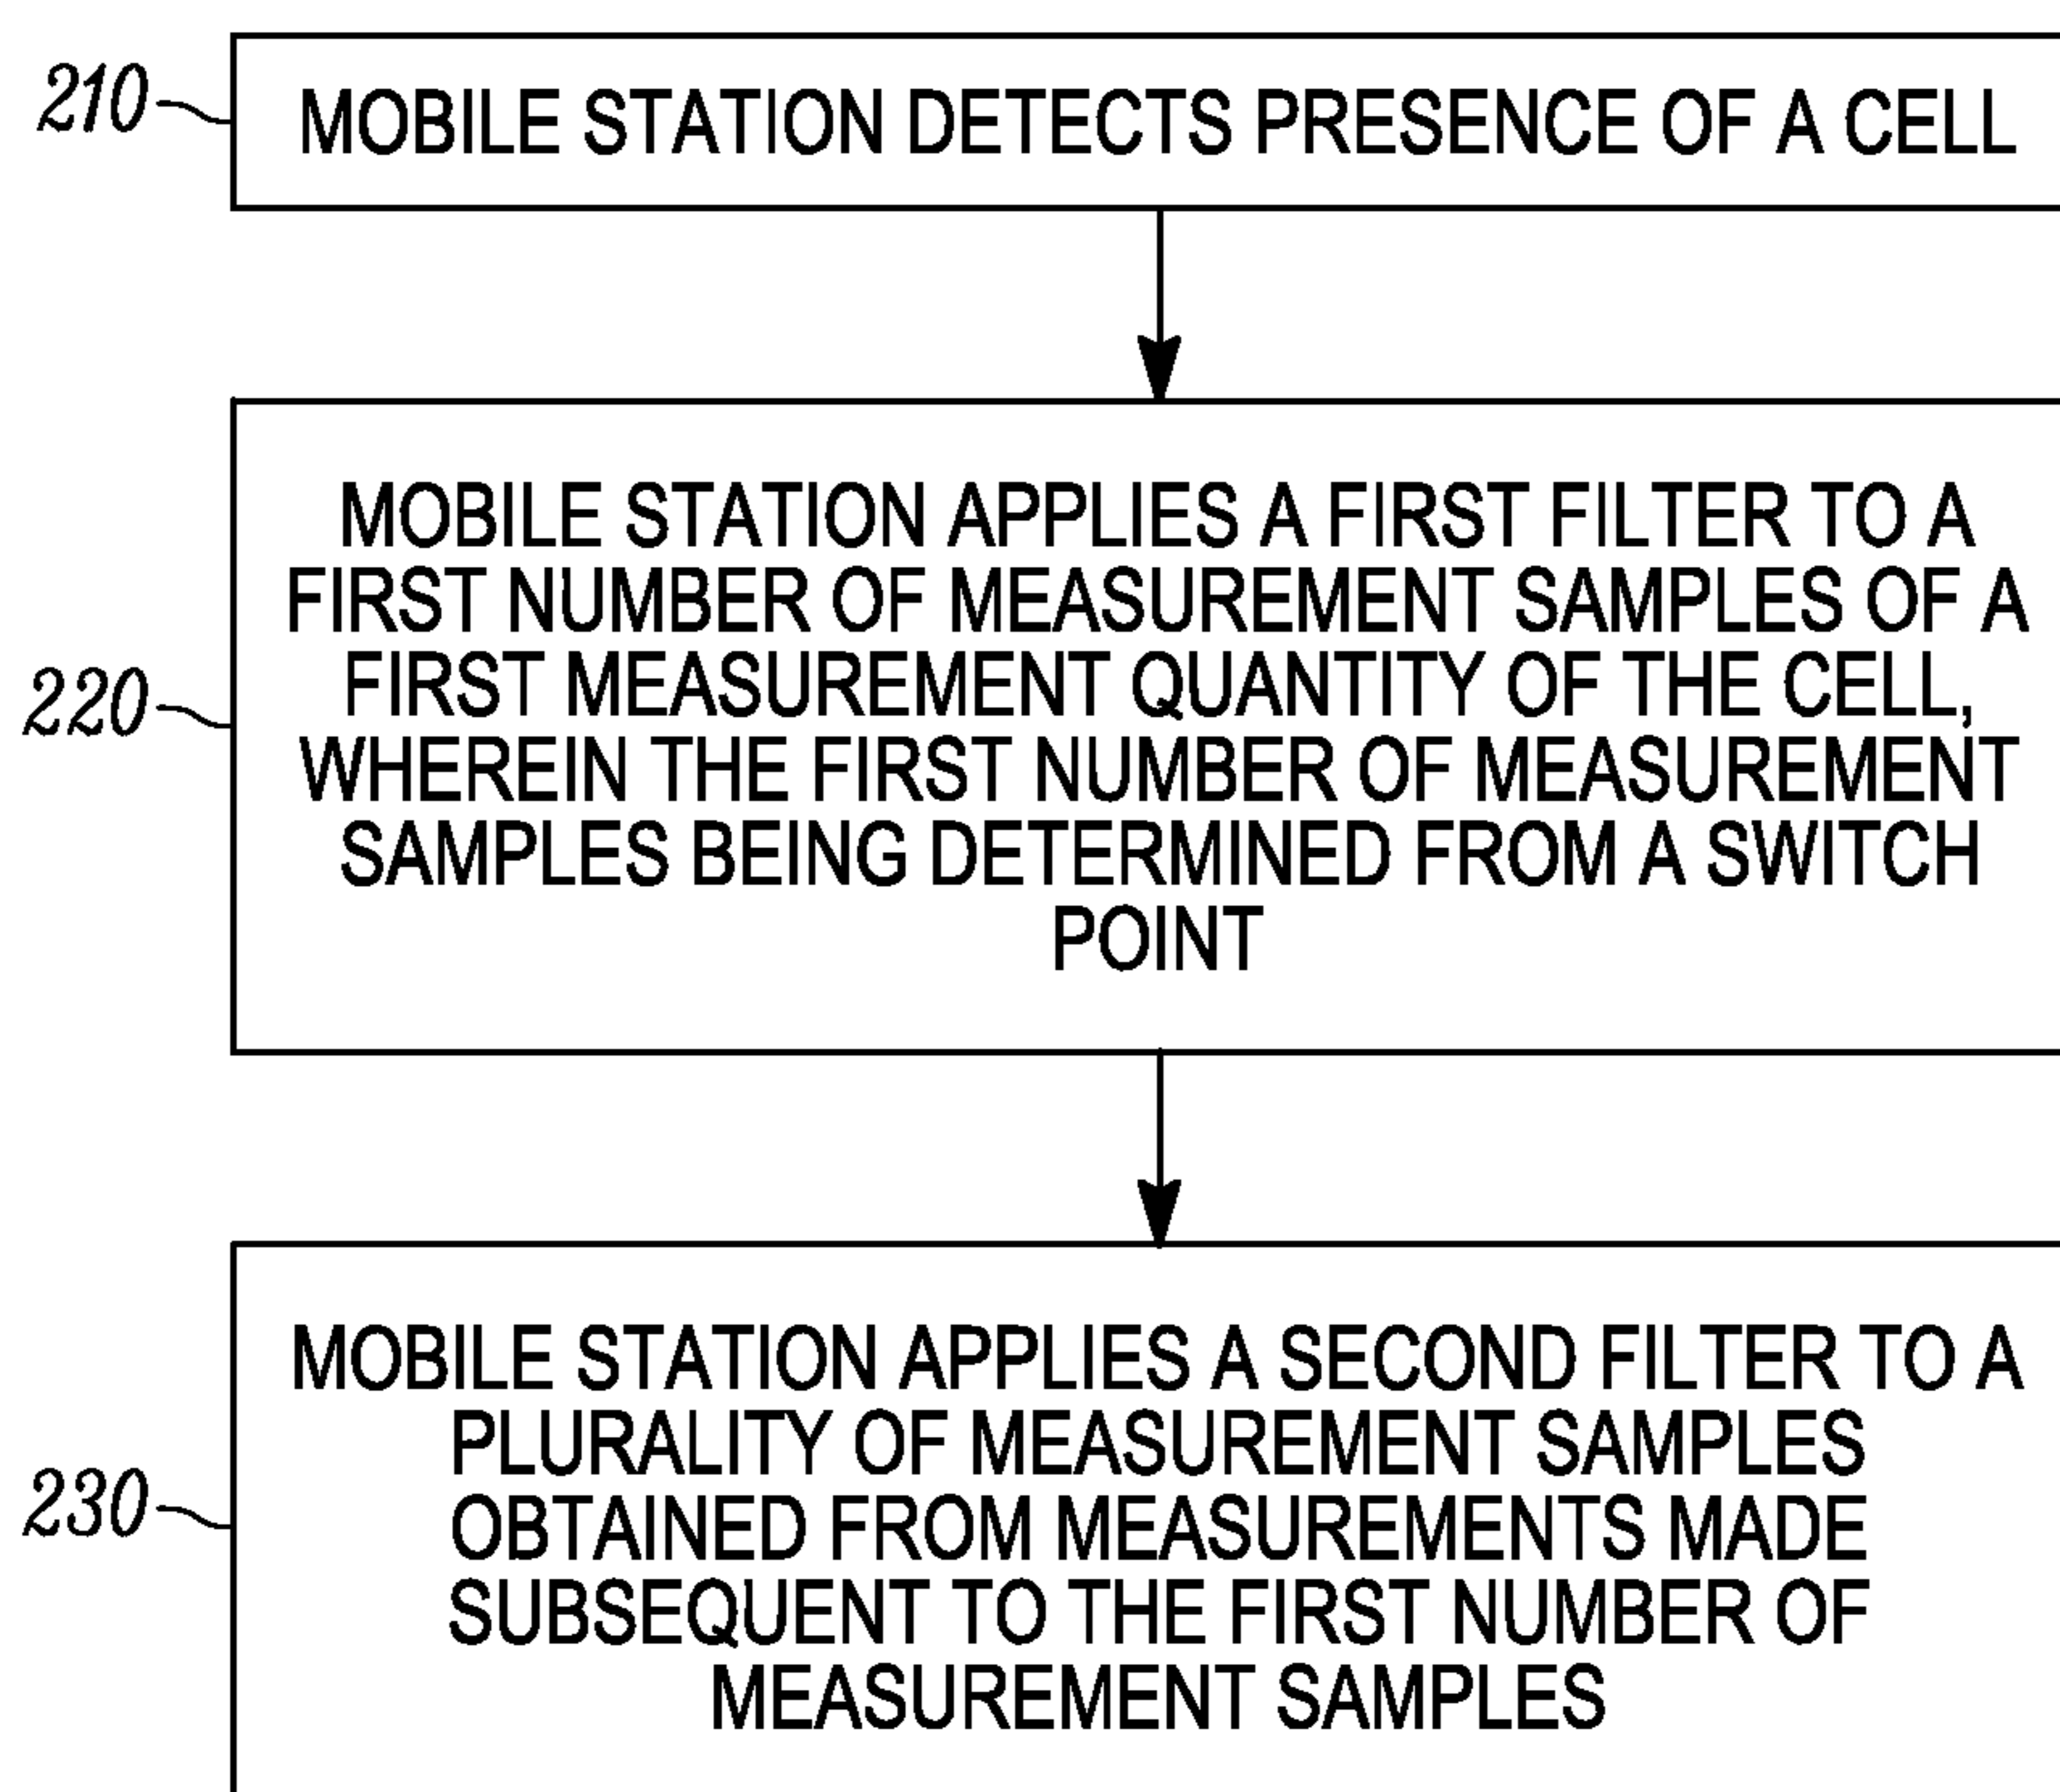 210
MOBILE STATION DETECTS PRESENCE OF A CELL
220
MOBILE STATION APPLIES A FIRST FILTER TO A
FIRST NUMBER OF MEASUREMENT SAMPLES OF A
FIRST MEASUREMENT QUANTITY OF THE CELL,
WHEREIN THE FIRST NUMBER OF MEASUREMENT
SAMPLES BEING DETERMINED FROM A SWITCH
POINT
230
MOBILE STATION APPLIES A SECOND FILTER TO A
PLURALITY OF MEASUREMENT SAMPLES
OBTAINED FROM MEASUREMENTS MADE
SUBSEQUENT TO THE FIRST NUMBER OF
MEASUREMENT SAMPLES